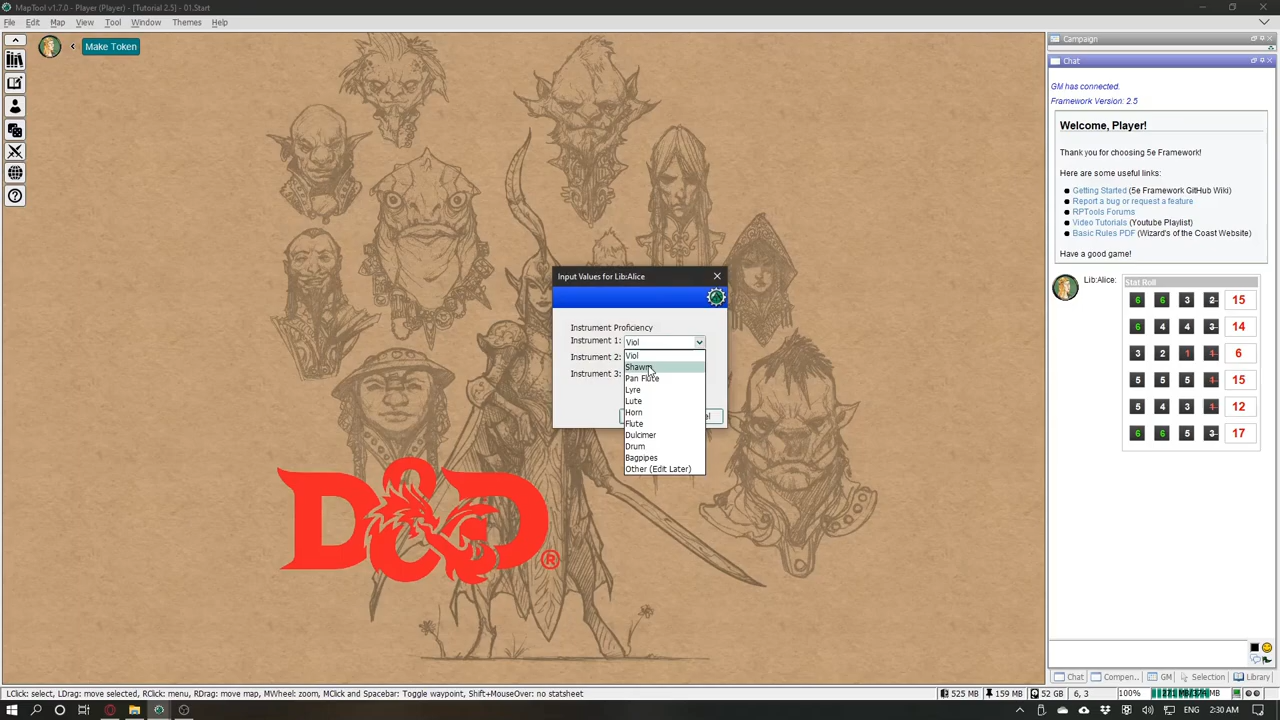 MapTool v1.7.0 - Player (Player) - [Tutorial 2.5] - 01.Start
File Edit Map View Tool Window Themes Help
Make Token
Campaign
Chat
GM has connected.
Framework Version: 2.5
Welcome, Player!
Thank you for choosing 5e Framework!
Here are some useful links:
Getting Started (5e Framework GitHub Wiki)
Report a bug or request a feature
RPTools Forums
Video Tutorials (Youtube Playlist)
Basic Rules PDF (Wizard's of the Coast Website)
Have a good game!
Lib:Alice:
Stat Roll
6 6 3 2 15
6 4 4 3 14
3 2 1 1 6
5 5 5 1 15
5 4 3 1 12
6 6 5 3 17
Input Values for Lib:Alice
Instrument Proficiency
Instrument 1: Viol
Instrument 2:
Instrument 3:
Viol
Shawm
Pan Flute
Lyre
Lute
Horn
Flute
Dulcimer
Drum
Bagpipes
Other (Edit Later)
D&D®
Chat Compen... GM Selection Library
LClick: select, LDrag: move selected, RClick: menu, RDrag: move map, MWheel: zoom, MClick and Spacebar: Toggle waypoint, Shift+MouseOver: no statsheet
525 MB 159 MB 52 GB 6, 3 100%
2:30 AM